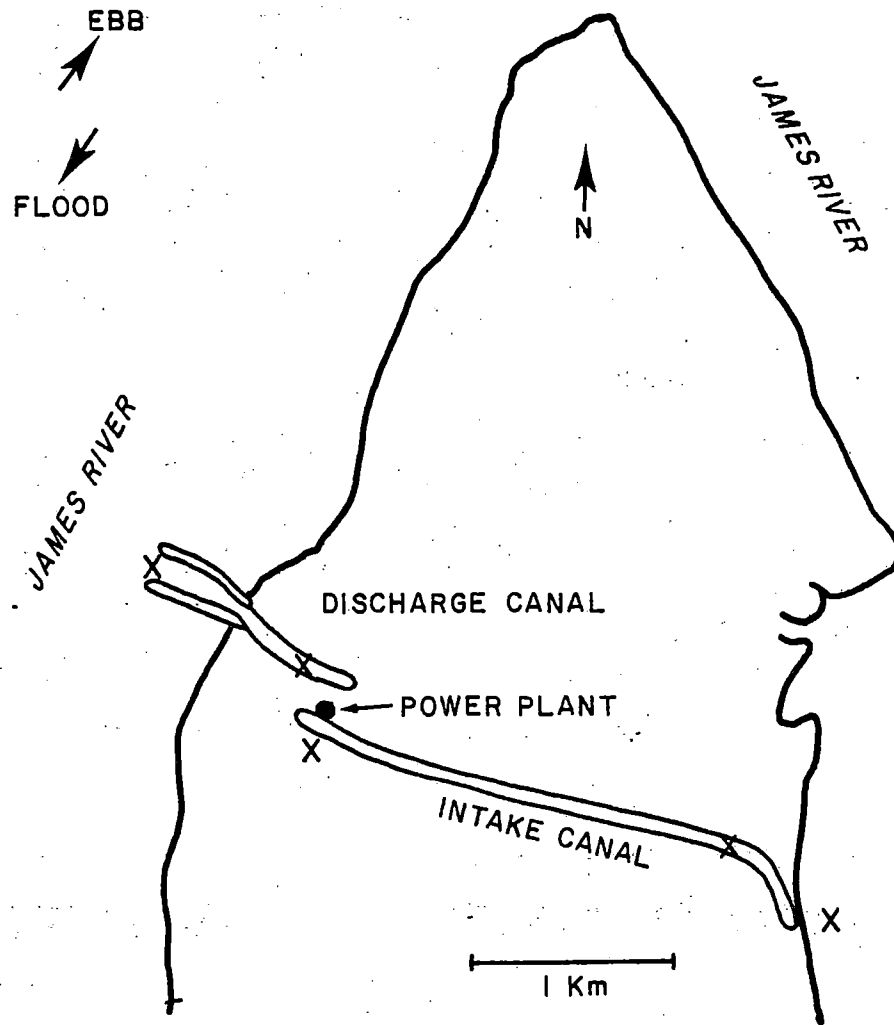 EBB
JAMES RIVER
N
FLOOD
JAMES RIVER
X
DISCHARGE CANAL
X
POWER PLANT
X
INTAKE CANAL
X
X
1 Km